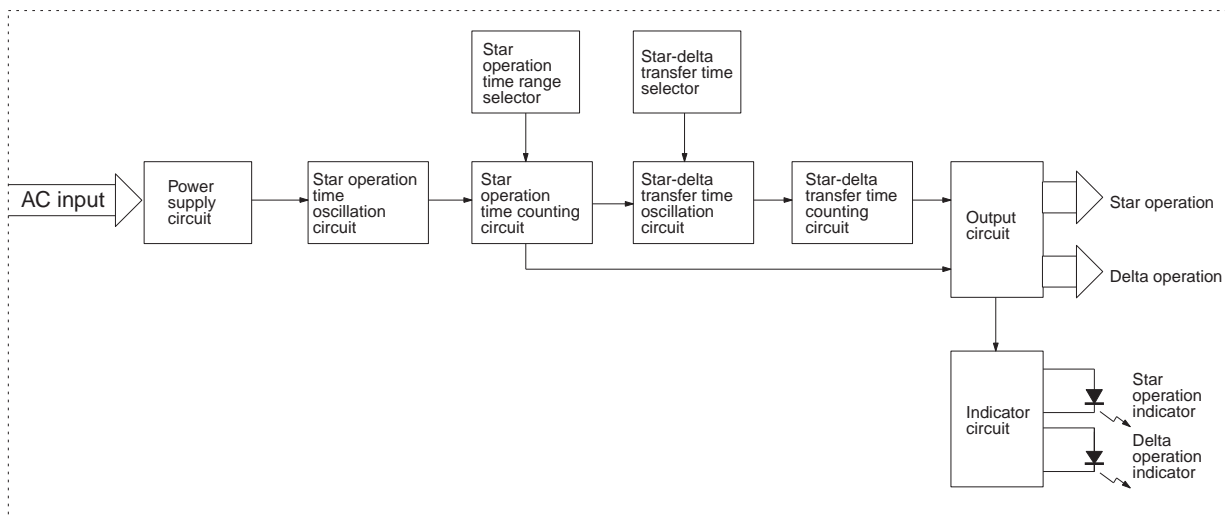 Star
operation
time range
selector
Star-delta
transfer time
selector
AC input
Power
supply
circuit
Star operation
time
oscillation
circuit
Star
operation
time counting
circuit
Star-delta
transfer time
oscillation
circuit
Star-delta
transfer time
counting
circuit
Output
circuit
Star operation
Delta operation
Indicator
circuit
Star
operation
indicator
Delta
operation
indicator